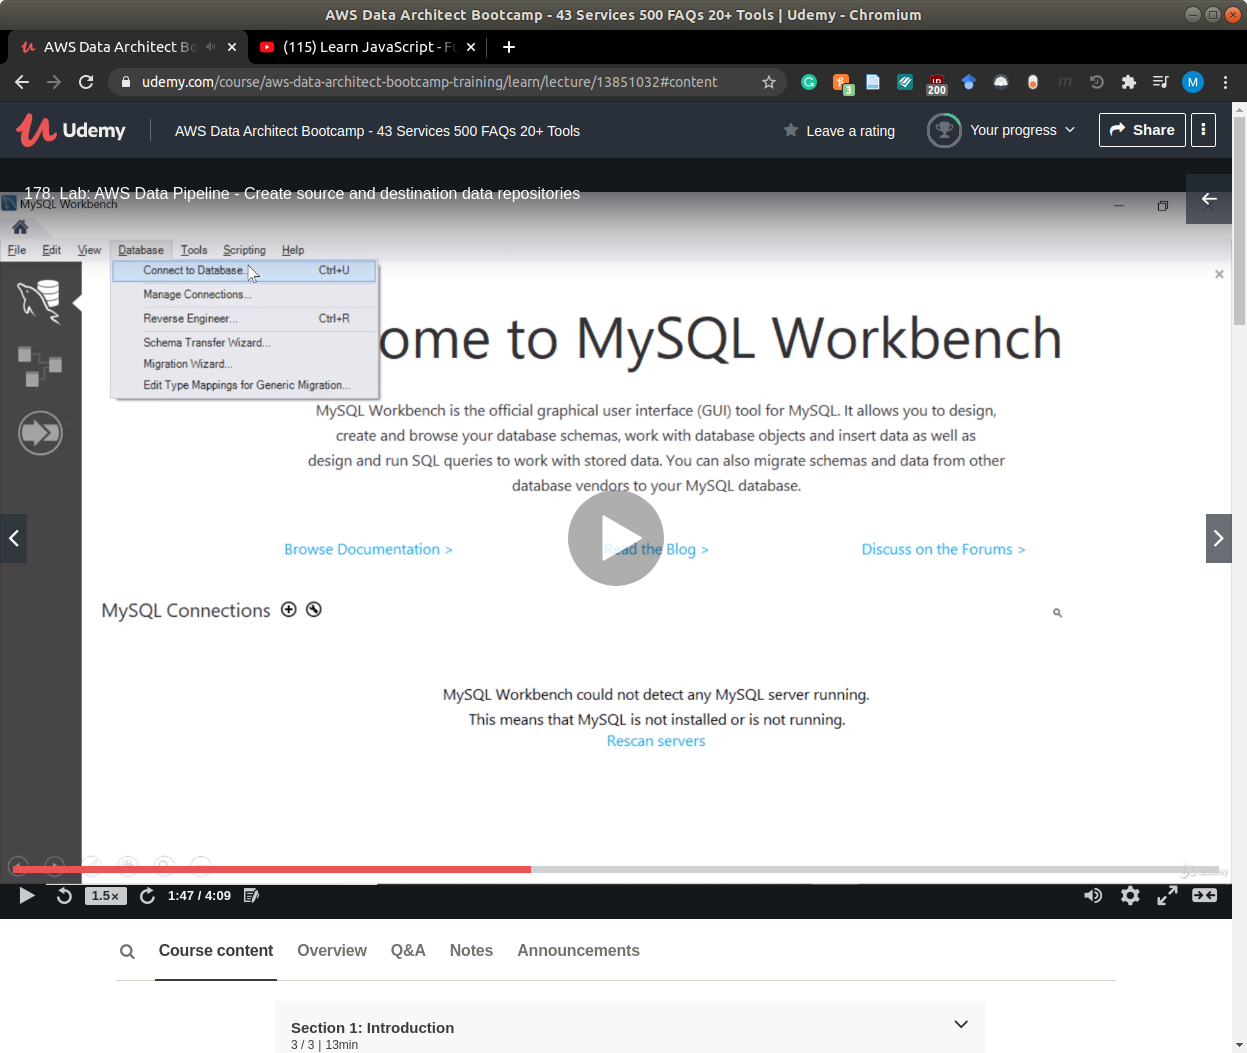 AWS Data Architect Bootcamp - 43 Services 500 FAQs 20+ Tools | Udemy - Chromium
AWS Data Architect Bo
(115) Learn JavaScript - Fu
udemy.com/course/aws-data-architect-bootcamp-training/learn/lecture/13851032#content
3
200
M
Udemy
AWS Data Architect Bootcamp - 43 Services 500 FAQs 20+ Tools
Leave a rating
Your progress
Share
178. Lab: AWS Data Pipeline - Create source and destination data repositories
MySQL Workbench
File Edit View Database Tools Scripting Help
Connect to Database... Ctrl+U
Manage Connections...
Reverse Engineer... Ctrl+R
Schema Transfer Wizard...
Migration Wizard...
Edit Type Mappings for Generic Migration...
ome to MySQL Workbench
MySQL Workbench is the official graphical user interface (GUI) tool for MySQL. It allows you to design,
create and browse your database schemas, work with database objects and insert data as well as
design and run SQL queries to work with stored data. You can also migrate schemas and data from other
database vendors to your MySQL database.
Browse Documentation >
Read the Blog >
Discuss on the Forums >
MySQL Connections
MySQL Workbench could not detect any MySQL server running.
This means that MySQL is not installed or is not running.
Rescan servers
1.5×
1:47 / 4:09
Course content
Overview
Q&A
Notes
Announcements
Section 1: Introduction
3 / 3 | 13min